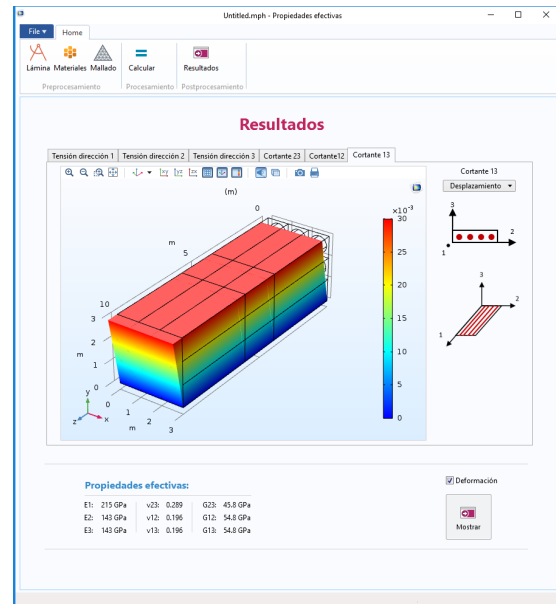 Untitled.mph - Propiedades efectivas
File ▾ Home
Lámina Materiales Mallado Calcular Resultados
Preprocesamiento Procesamiento Postprocesamiento
Resultados
Tensión dirección 1 Tensión dirección 2 Tensión dirección 3 Cortante 23 Cortante12 Cortante 13
Cortante 13
Desplazamiento
(m)
×10⁻³
0
m
5
10
3
2
m
1
0
0
1
m
2
3
y
z
x
30
25
20
15
10
5
0
3
2
1
3
2
1
Propiedades efectivas:
E1: 215 GPa v23: 0.289 G23: 45.8 GPa
E2: 143 GPa v12: 0.196 G12: 54.8 GPa
E3: 143 GPa v13: 0.196 G13: 54.8 GPa
Deformación
Mostrar